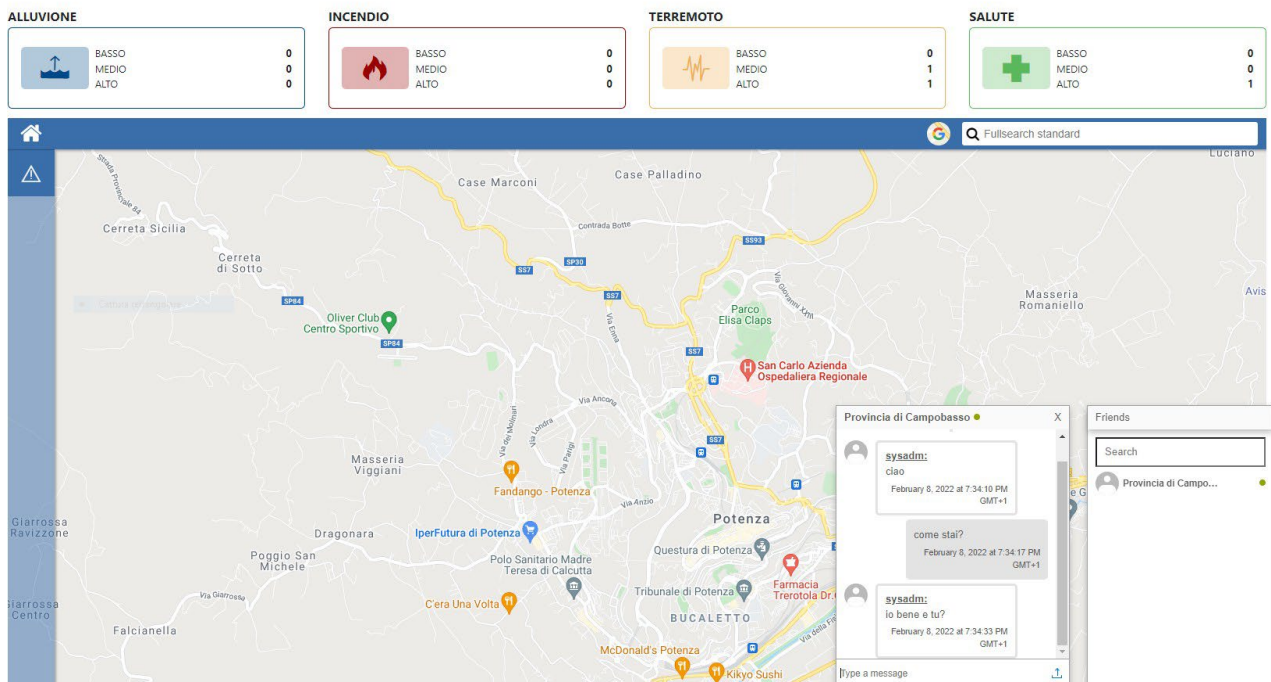 ALLUVIONE
BASSO 0
MEDIO 0
ALTO 0
INCENDIO
BASSO 0
MEDIO 0
ALTO 0
TERREMOTO
BASSO 0
MEDIO 1
ALTO 1
SALUTE
BASSO 0
MEDIO 0
ALTO 1
Fullsearch standard
Luciano
Strada Provinciale 84
Case Marconi
Case Palladino
Cerreta Sicilia
Contrada Botte
SS93
Cerreta
di Sotto
SP30
SS7
Via Giovanni XXIII
SP84
SS7
Masseria
Romaniello
Avis
Parco
Elisa Claps
Oliver Club
Centro Sportivo
Via Enna
SP84
SS7
San Carlo Azienda
Ospedaliera Regionale
Via Ancona
Via dei Molinari
Via Londra
Via Parigi
SS7
Masseria
Viggiani
Fandango - Potenza
Via Anzio
Potenza
Giarrossa
Ravizzone
Dragonara
IperFutura di Potenza
Questura di Potenza
Poggio San
Michele
Polo Sanitario Madre
Teresa di Calcutta
Via Giarrossa
Tribunale di Potenza
Farmacia
Trerotola Dr.
Giarrossa
Centro
C'era Una Volta
BUCALETTO
Falcianella
Via della
McDonald's Potenza
Kikyo Sushi
Provincia di Campobasso
X
sysadm:
ciao
February 8, 2022 at 7:34:10 PM
GMT+1
come stai?
February 8, 2022 at 7:34:17 PM
GMT+1
sysadm:
io bene e tu?
February 8, 2022 at 7:34:33 PM
GMT+1
Type a message
Friends
Search
Provincia di Campo...
e G